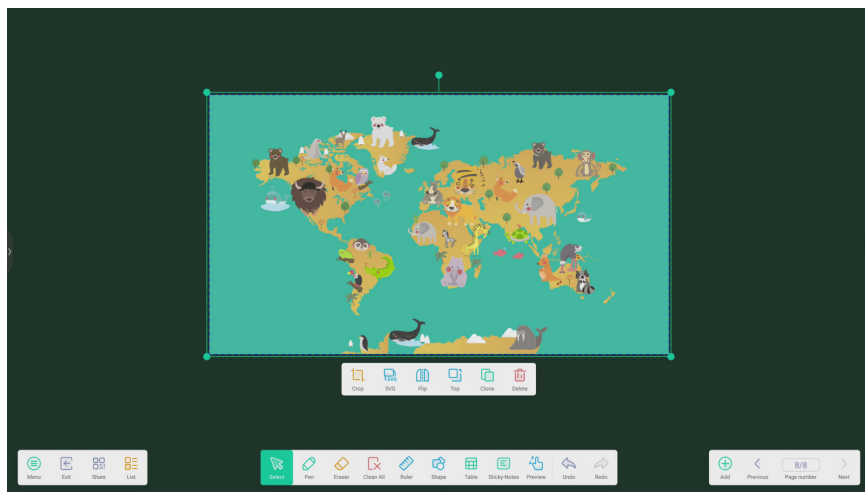 Crop SVG Flip Top Clone Delete
Menu Exit Share List Select Pen Eraser Clean All Ruler Shape Table Sticky-Notes Preview Undo Redo Add Previous 8/8 Page number Next